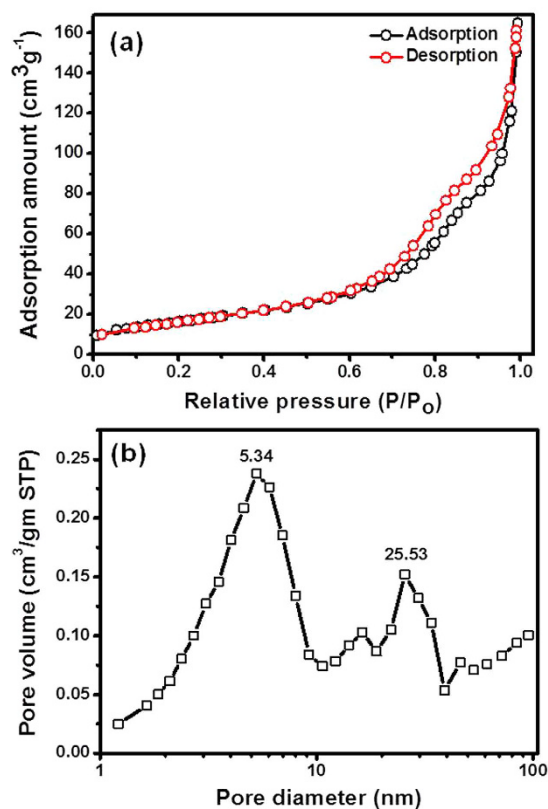 (a)
Adsorption
Desorption
Adsorption amount (cm³g⁻¹)
160
140
120
100
80
60
40
20
0
0.0 0.2 0.4 0.6 0.8 1.0
Relative pressure (P/P₀)
(b)
5.34
25.53
Pore volume (cm³/gm STP)
0.25
0.20
0.15
0.10
0.05
0.00
1 10 100
Pore diameter (nm)